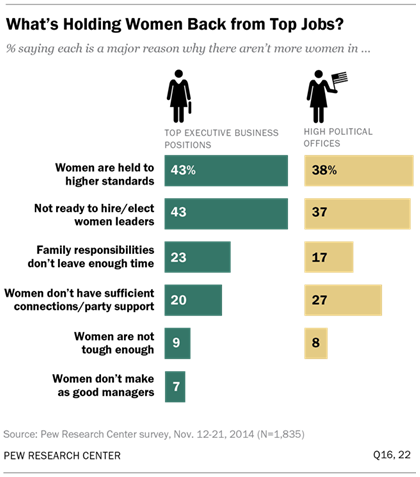 What's Holding Women Back from Top Jobs?
% saying each is a major reason why there aren't more women in ...
TOP EXECUTIVE BUSINESS
POSITIONS
HIGH POLITICAL
OFFICES
Women are held to
higher standards
43%
38%
Not ready to hire/elect
women leaders
43
37
Family responsibilities
don't leave enough time
23
17
Women don't have sufficient
connections/party support
20
27
Women are not
tough enough
9
8
Women don't make
as good managers
7
Source: Pew Research Center survey, Nov. 12-21, 2014 (N=1,835)
PEW RESEARCH CENTER
Q16, 22